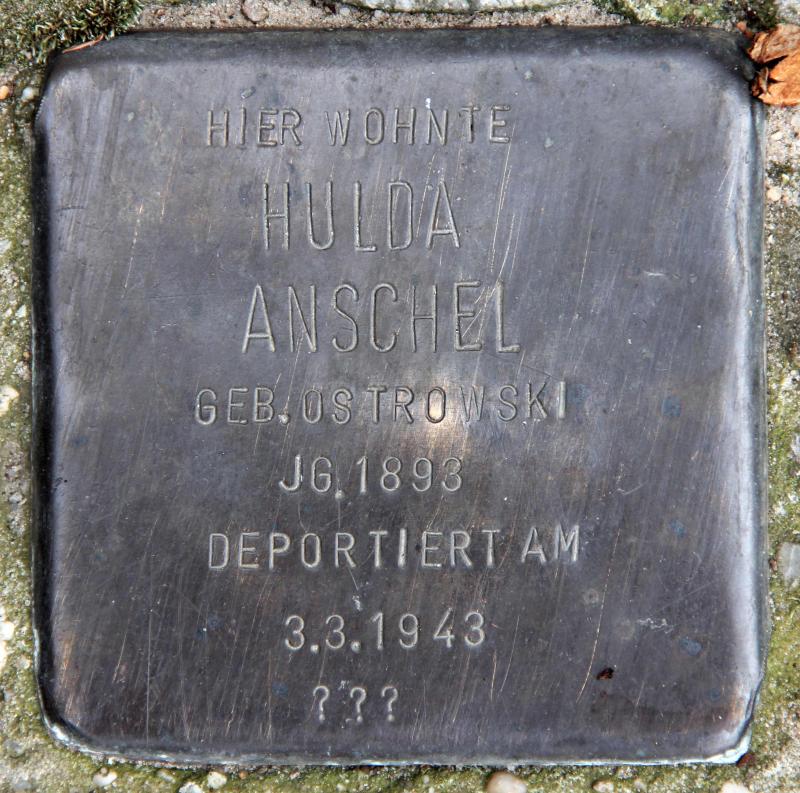 HIER WOHNTE
HULDA
ANSCHEL
GEB. OSTROWSKI
JG. 1893
DEPORTIERT AM
3.3.1943
???